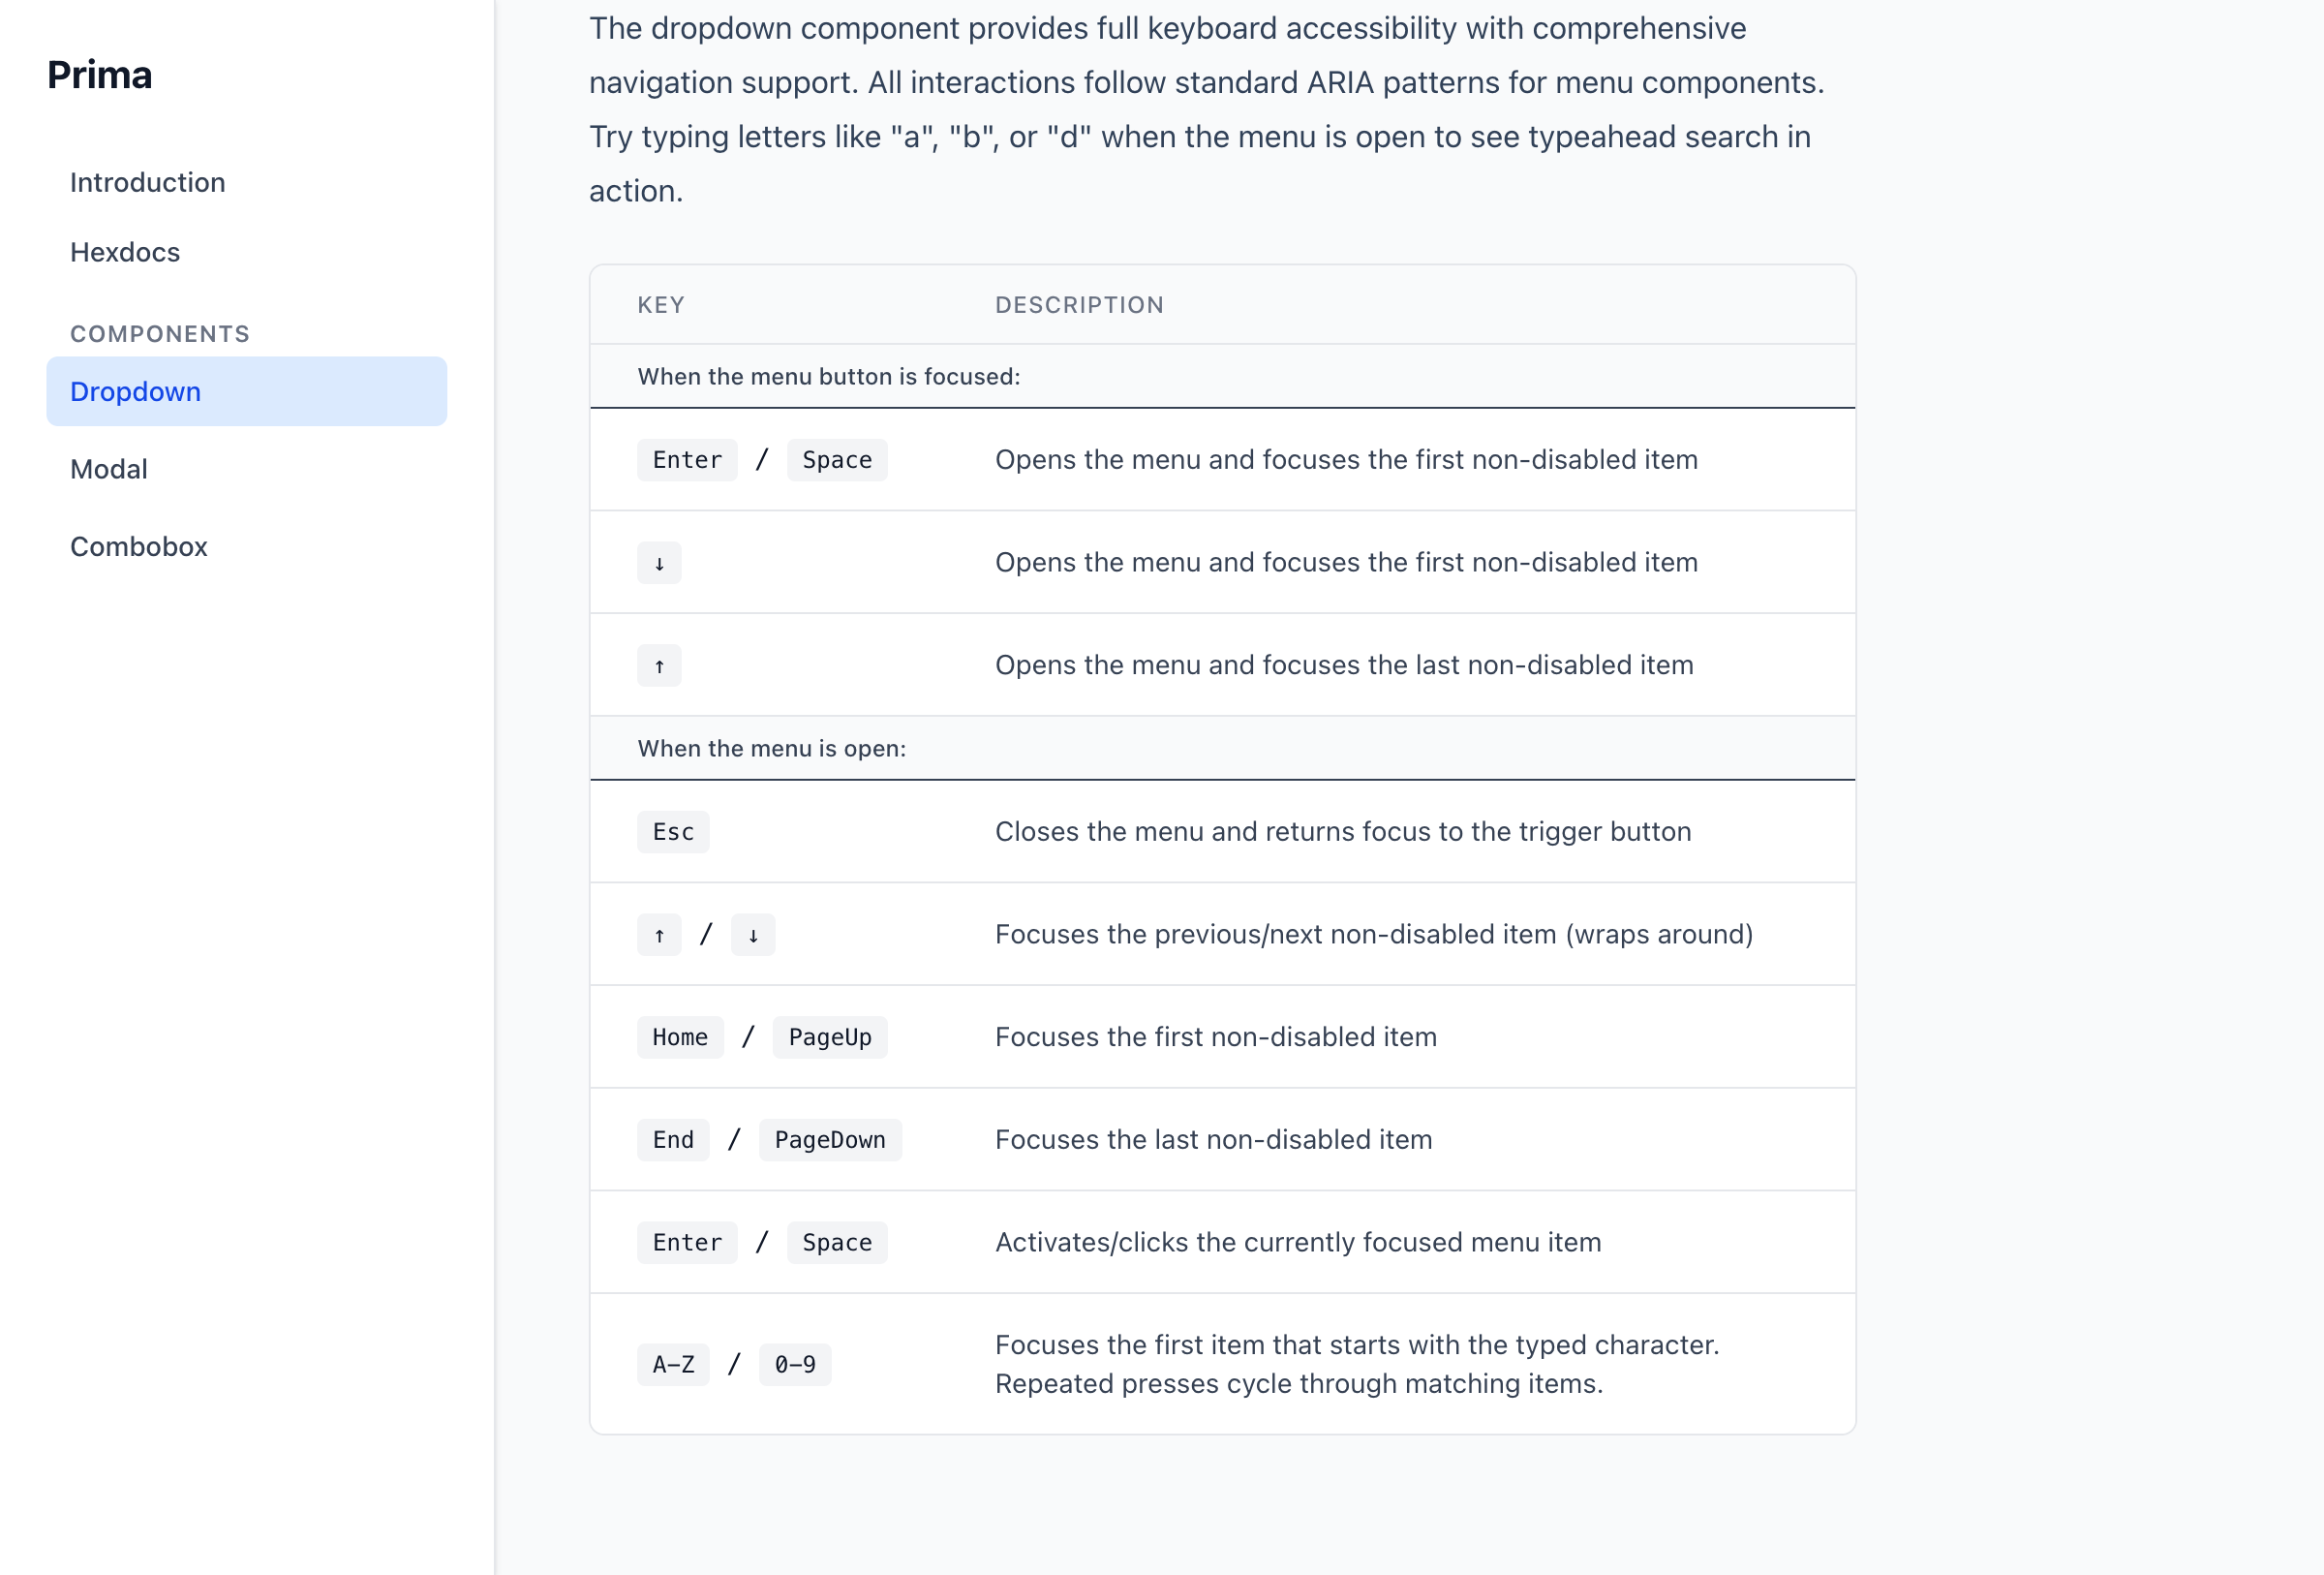 Prima
Introduction
Hexdocs
COMPONENTS
Dropdown
Modal
Combobox
The dropdown component provides full keyboard accessibility with comprehensive
navigation support. All interactions follow standard ARIA patterns for menu components.
Try typing letters like "a", "b", or "d" when the menu is open to see typeahead search in
action.
KEY DESCRIPTION
When the menu button is focused:
Enter / Space Opens the menu and focuses the first non-disabled item
↓ Opens the menu and focuses the first non-disabled item
↑ Opens the menu and focuses the last non-disabled item
When the menu is open:
Esc Closes the menu and returns focus to the trigger button
↑ / ↓ Focuses the previous/next non-disabled item (wraps around)
Home / PageUp Focuses the first non-disabled item
End / PageDown Focuses the last non-disabled item
Enter / Space Activates/clicks the currently focused menu item
A–Z / 0–9 Focuses the first item that starts with the typed character.
Repeated presses cycle through matching items.